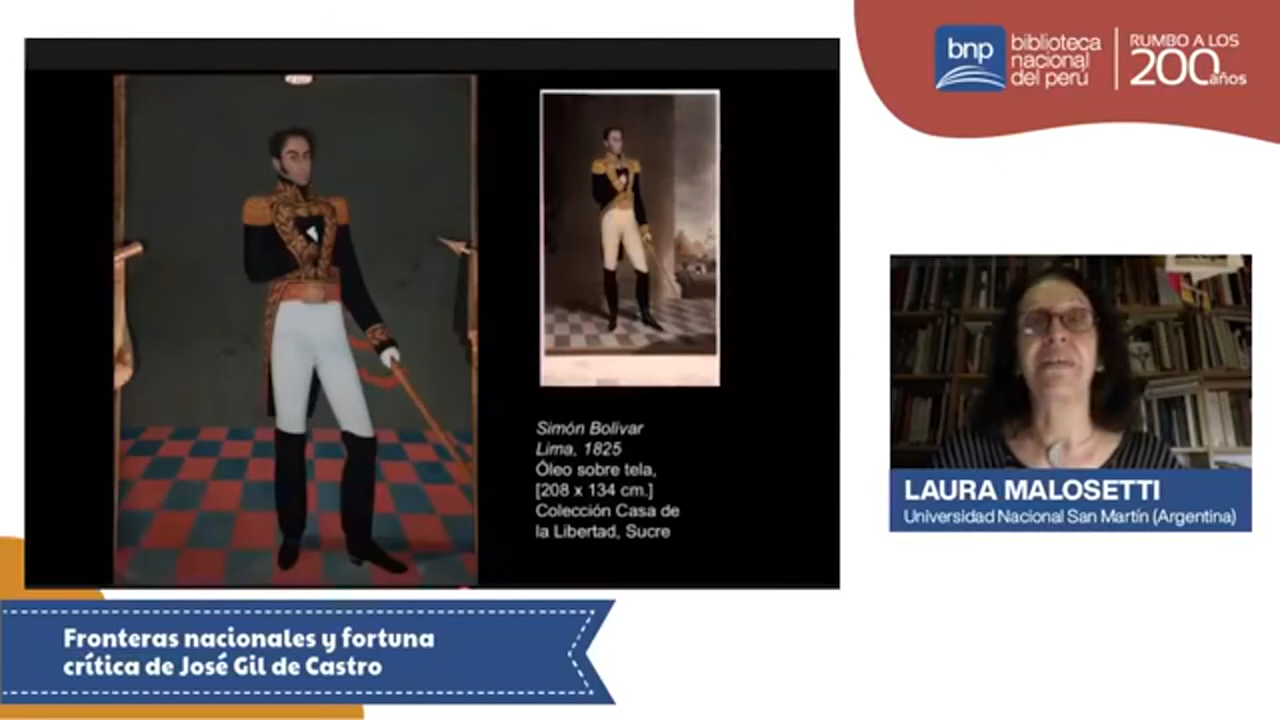 bnp
biblioteca
nacional
del perú
RUMBO A LOS
200 años
Simón Bolívar
Lima, 1825
Óleo sobre tela,
[208 x 134 cm.]
Colección Casa de
la Libertad, Sucre
LAURA MALOSETTI
Universidad Nacional San Martín (Argentina)
Fronteras nacionales y fortuna
crítica de José Gil de Castro